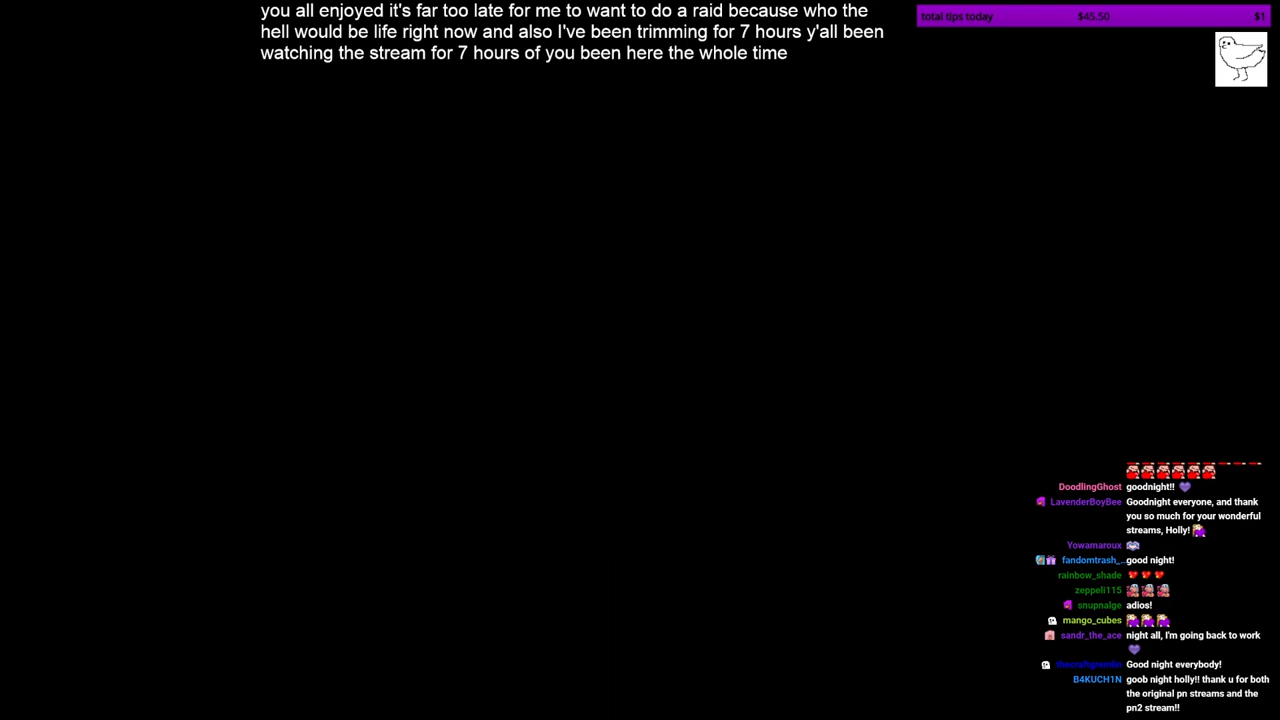 you all enjoyed it's far too late for me to want to do a raid because who the
hell would be life right now and also I've been trimming for 7 hours y'all been
watching the stream for 7 hours of you been here the whole time
total tips today $45.50 $1
DoodlingGhost goodnight!!
LavenderBoyBee Goodnight everyone, and thank
you so much for your wonderful
streams, Holly!
Yowamaroux
fandomtrash_... good night!
rainbow_shade
zeppeli115
snupnalge adios!
mango_cubes
sandr_the_ace night all, I'm going back to work
thecraftgremlin Good night everybody!
B4KUCH1N goob night holly!! thank u for both
the original pn streams and the
pn2 stream!!